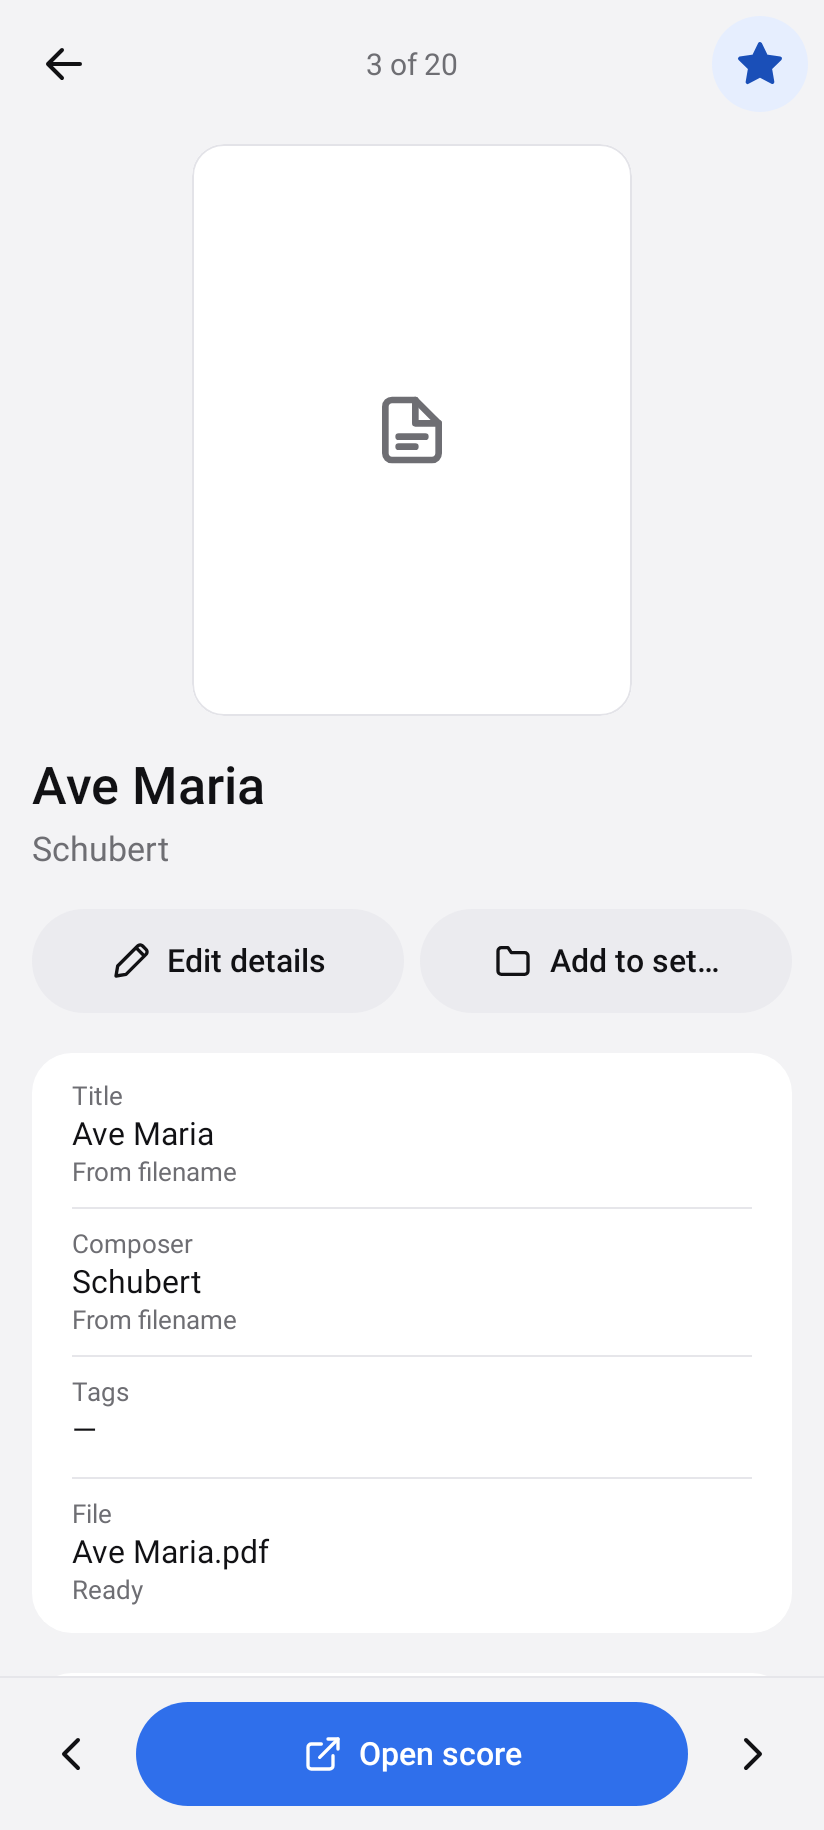 3 of 20
Ave Maria
Schubert
Edit details
Add to set...
Title
Ave Maria
From filename
Composer
Schubert
From filename
Tags
—
File
Ave Maria.pdf
Ready
Open score